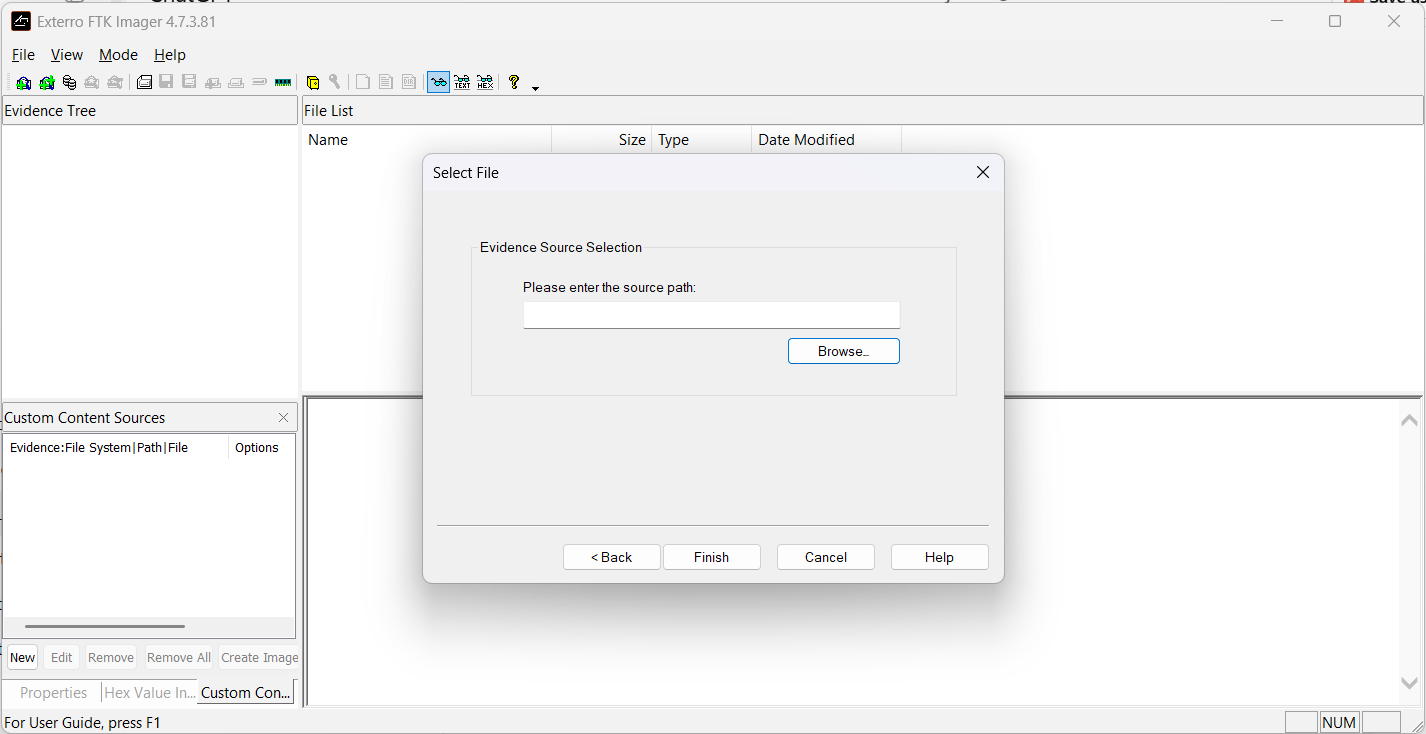 Exterro FTK Imager 4.7.3.81
File View Mode Help
TEXT HEX
Evidence Tree
File List
Name Size Type Date Modified
Select File
Evidence Source Selection
Please enter the source path:
Browse...
< Back Finish Cancel Help
Custom Content Sources
Evidence:File System|Path|File Options
New Edit Remove Remove All Create Image
Properties Hex Value In... Custom Con...
For User Guide, press F1
NUM